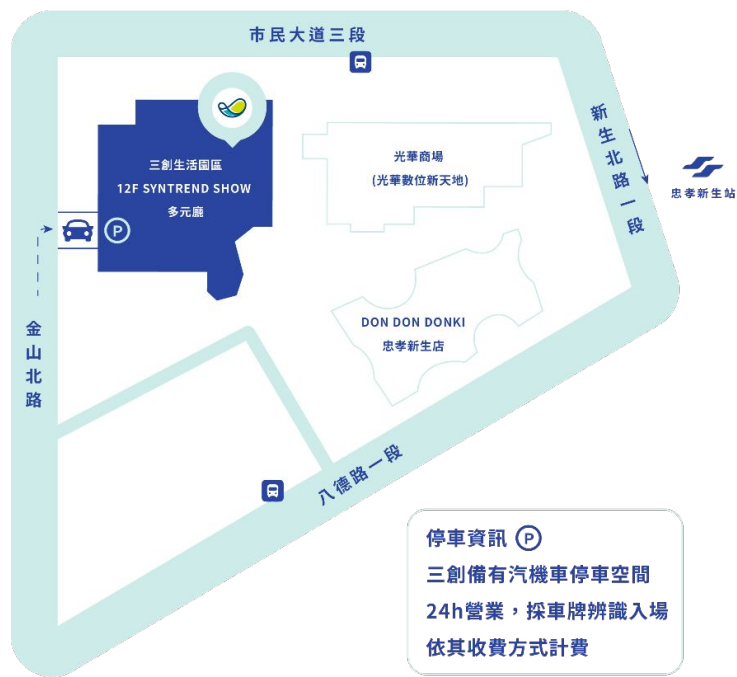 市民大道三段
新生北路一段
忠孝新生站
三創生活園區
12F SYNTREND SHOW
多元廳
光華商場
(光華數位新天地)
P
DON DON DONKI
忠孝新生店
金山北路
八德路一段
停車資訊 P
三創備有汽機車停車空間
24h營業，採車牌辨識入場
依其收費方式計費